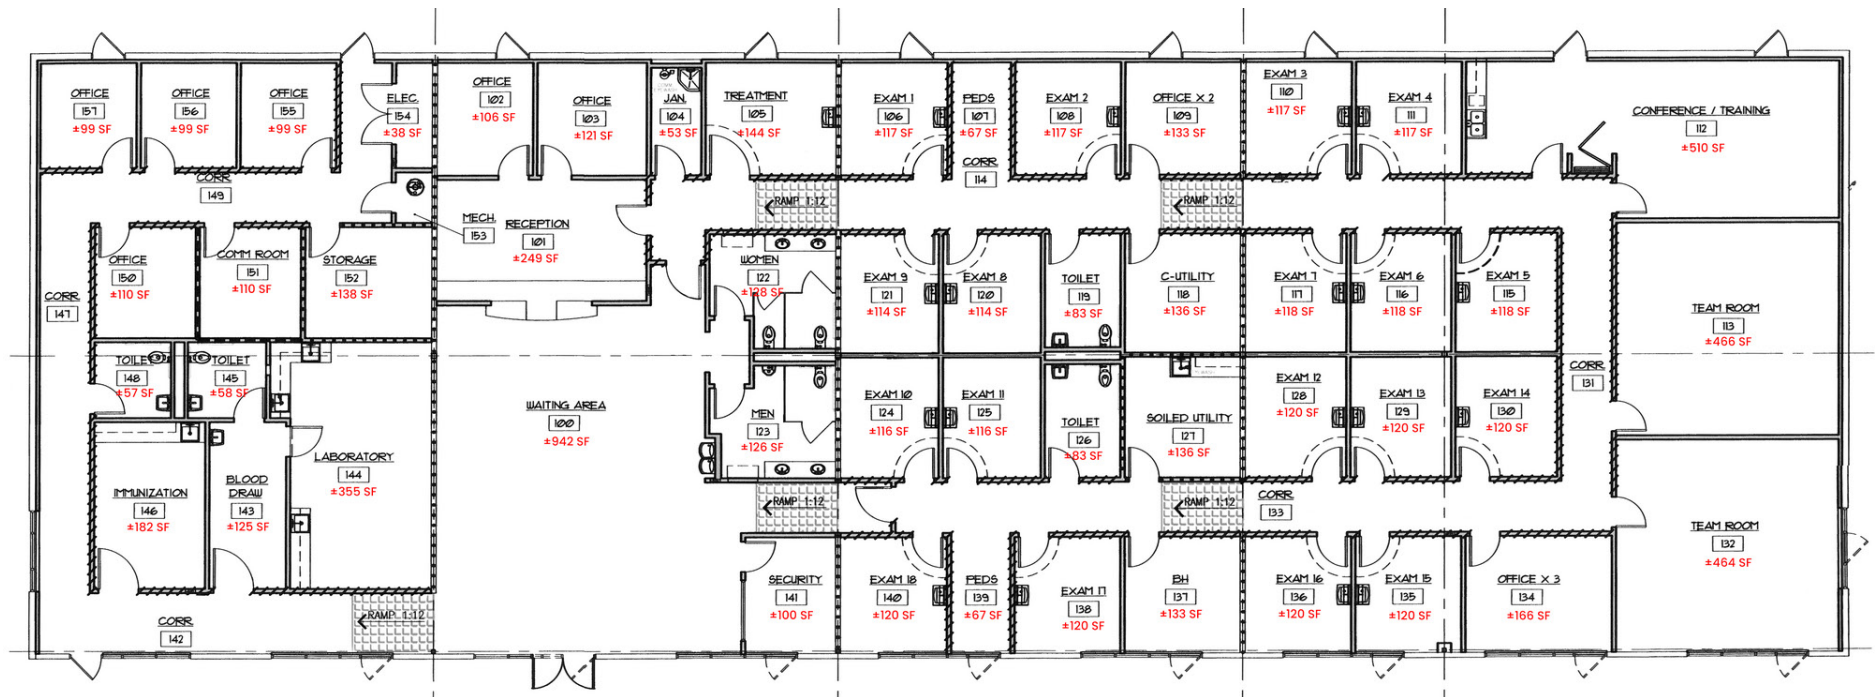 OFFICE
157
±99 SF
OFFICE
156
±99 SF
OFFICE
155
±99 SF
ELEC.
154
±38 SF
OFFICE
102
±106 SF
OFFICE
103
±121 SF
JAN.
104
±53 SF
TREATMENT
105
±144 SF
EXAM 1
106
±117 SF
PEDS
107
±67 SF
EXAM 2
108
±117 SF
OFFICE X 2
109
±133 SF
EXAM 3
110
±117 SF
EXAM 4
111
±117 SF
CONFERENCE / TRAINING
112
±510 SF
CORR.
149
CORR.
114
MECH.
153
RECEPTION
101
±249 SF
RAMP 1:12
RAMP 1:12
OFFICE
150
±110 SF
COMM ROOM
151
±110 SF
STORAGE
152
±138 SF
CORR.
147
WOMEN
122
±128 SF
EXAM 9
121
±114 SF
EXAM 8
120
±114 SF
TOILET
119
±83 SF
C-UTILITY
118
±136 SF
EXAM 7
117
±118 SF
EXAM 6
116
±118 SF
EXAM 5
115
±118 SF
TEAM ROOM
113
±466 SF
TOILET
148
±57 SF
TOILET
145
±58 SF
CORR.
131
WAITING AREA
100
±942 SF
MEN
123
±126 SF
EXAM 10
124
±116 SF
EXAM 11
125
±116 SF
TOILET
126
±83 SF
SOILED UTILITY
127
±136 SF
EXAM 12
128
±120 SF
EXAM 13
129
±120 SF
EXAM 14
130
±120 SF
IMMUNIZATION
146
±182 SF
BLOOD
DRAW
143
±125 SF
LABORATORY
144
±355 SF
RAMP 1:12
RAMP 1:12
CORR.
133
TEAM ROOM
132
±464 SF
SECURITY
141
±100 SF
EXAM 18
140
±120 SF
PEDS
139
±67 SF
EXAM 17
138
±120 SF
BH
137
±133 SF
EXAM 16
136
±120 SF
EXAM 15
135
±120 SF
OFFICE X 3
134
±166 SF
CORR.
142
RAMP 1:12